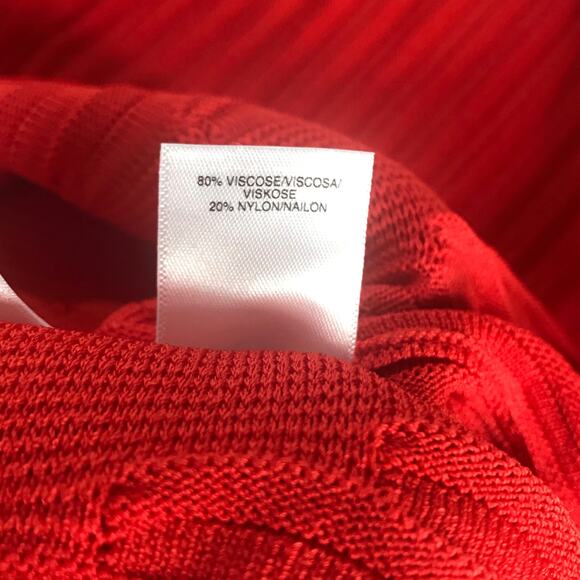 80% VISCOSE/VISCOSA/
VISKOSE
20% NYLON/NAILON